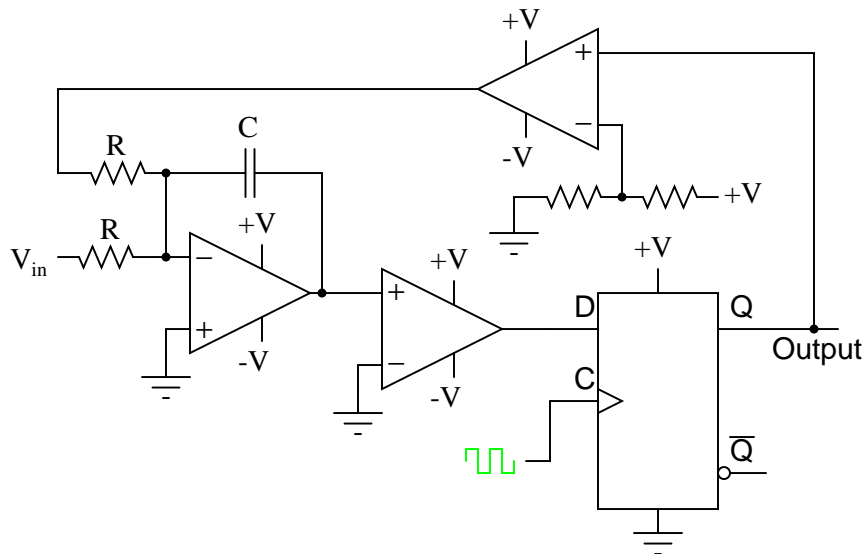 +V
+
−
-V
R
C
+V
R
+V
+V
V_in
−
+V
+
D
Q
+
-V
−
Output
-V
C
Q̅